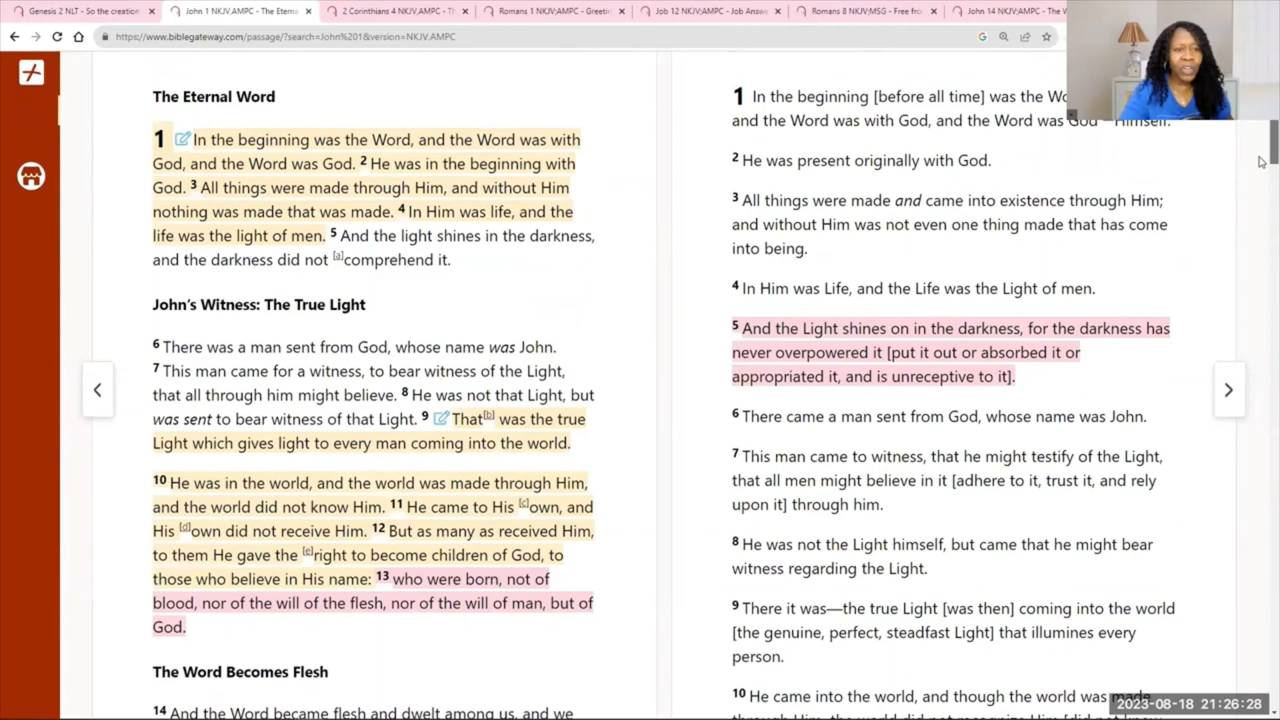 Genesis 2 NLT - So the creation
John 1 NKJV;AMPC - The Eterna
2 Corinthians 4 NKJV;AMPC - Th
Romans 1 NKJV;AMPC - Greetin
Job 12 NKJV;AMPC - Job Answe
Romans 8 NKJV;MSG - Free fro
John 14 NKJV;AMPC - The W
https://www.biblegateway.com/passage/?search=John%201&version=NKJV,AMPC
The Eternal Word
1 In the beginning was the Word, and the Word was with
God, and the Word was God. 2 He was in the beginning with
God. 3 All things were made through Him, and without Him
nothing was made that was made. 4 In Him was life, and the
life was the light of men. 5 And the light shines in the darkness,
and the darkness did not [a]comprehend it.
John’s Witness: The True Light
6 There was a man sent from God, whose name was John.
7 This man came for a witness, to bear witness of the Light,
that all through him might believe. 8 He was not that Light, but
was sent to bear witness of that Light. 9 That[b] was the true
Light which gives light to every man coming into the world.
10 He was in the world, and the world was made through Him,
and the world did not know Him. 11 He came to His [c]own, and
His [d]own did not receive Him. 12 But as many as received Him,
to them He gave the [e]right to become children of God, to
those who believe in His name: 13 who were born, not of
blood, nor of the will of the flesh, nor of the will of man, but of
God.
The Word Becomes Flesh
14 And the Word became flesh and dwelt among us, and we
1 In the beginning [before all time] was the Wo
and the Word was with God, and the Word was God Himself.
2 He was present originally with God.
3 All things were made and came into existence through Him;
and without Him was not even one thing made that has come
into being.
4 In Him was Life, and the Life was the Light of men.
5 And the Light shines on in the darkness, for the darkness has
never overpowered it [put it out or absorbed it or
appropriated it, and is unreceptive to it].
6 There came a man sent from God, whose name was John.
7 This man came to witness, that he might testify of the Light,
that all men might believe in it [adhere to it, trust it, and rely
upon it] through him.
8 He was not the Light himself, but came that he might bear
witness regarding the Light.
9 There it was—the true Light [was then] coming into the world
[the genuine, perfect, steadfast Light] that illumines every
person.
10 He came into the world, and though the world was made
2023-08-18 21:26:28